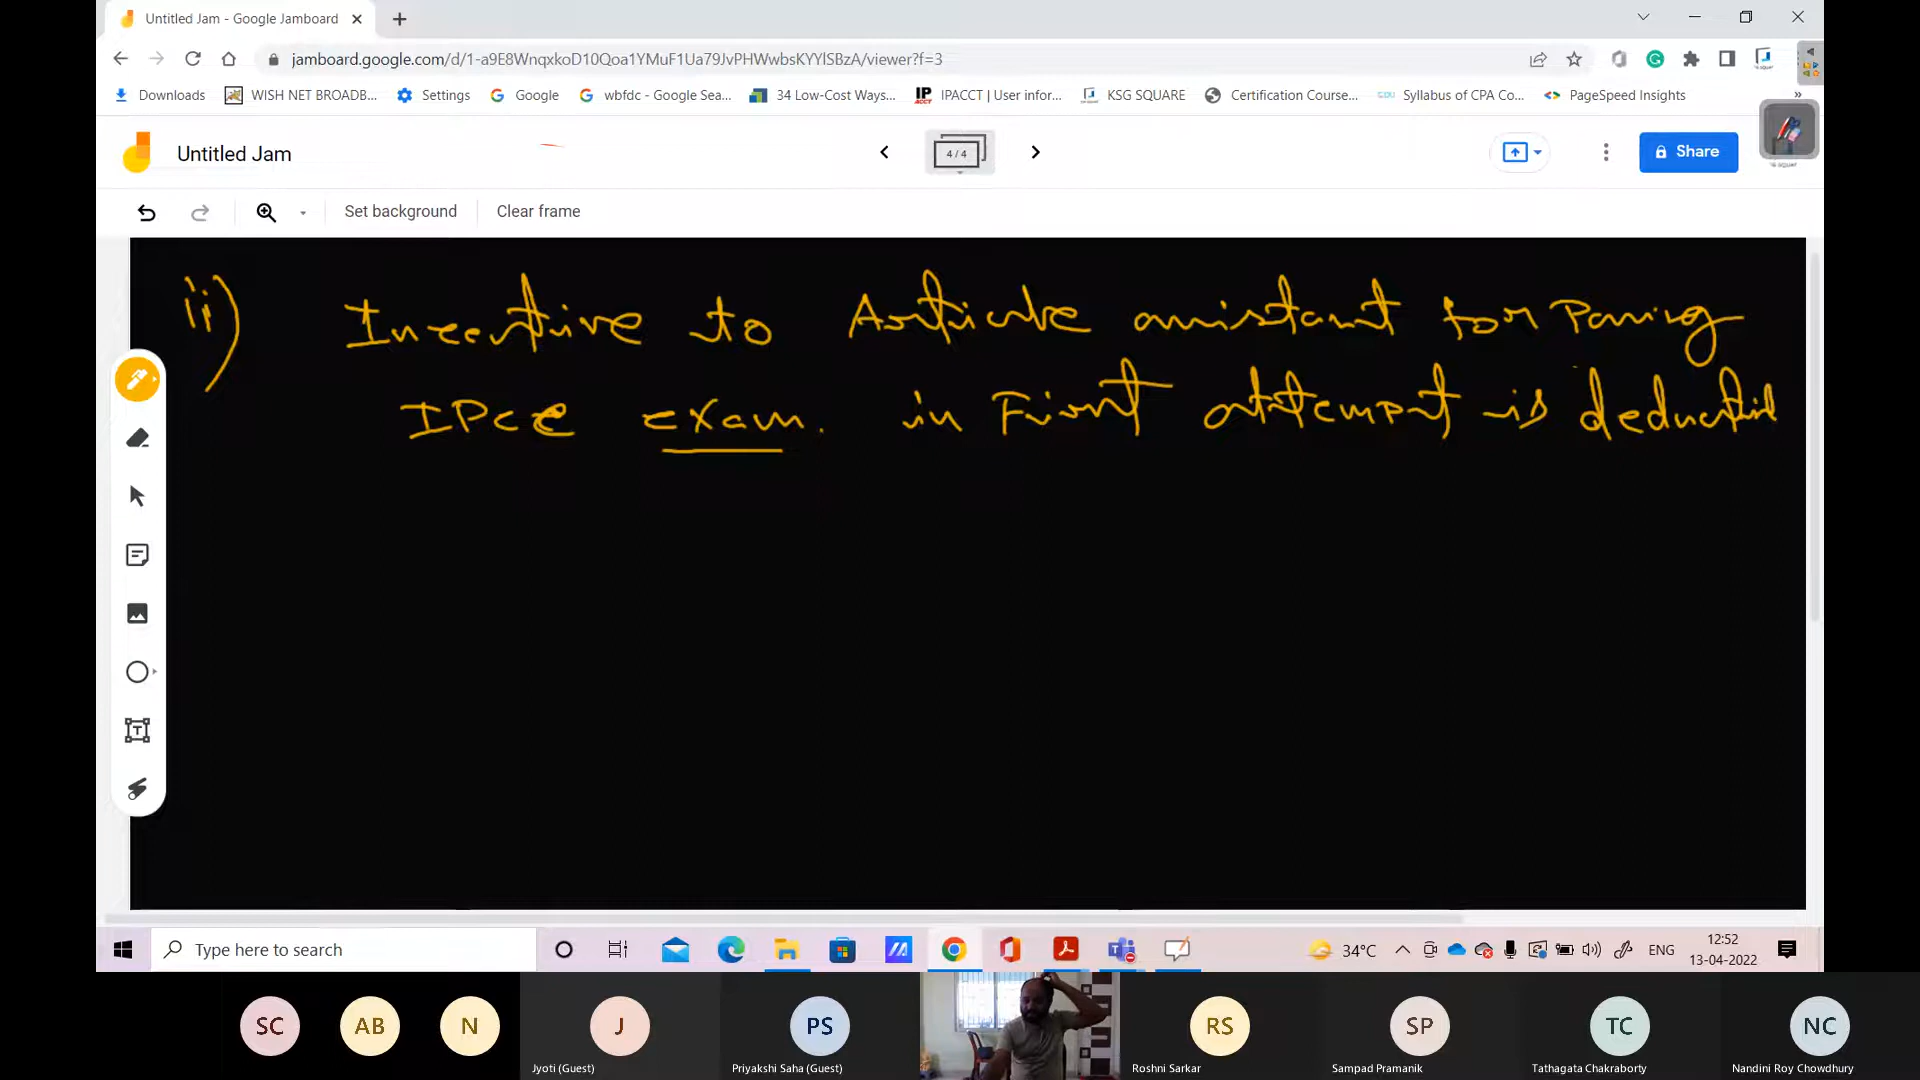 Untitled Jam - Google Jamboard
jamboard.google.com/d/1-a9E8WnqxkoD10Qoa1YMuF1Ua79JvPHWwbsKYYlSBzA/viewer?f=3
Downloads WISH NET BROADB... Settings Google wbfdc - Google Sea... 34 Low-Cost Ways... IP ACCT IPACCT | User infor... KSG SQUARE Certification Course... Syllabus of CPA Co... PageSpeed Insights »
Untitled Jam 4 / 4 Share
Set background Clear frame
ii) Incentive to Article assistant for Passing
IPCC exam. in First attempt is deducti
Type here to search 34°C ENG 12:52
13-04-2022
SC AB N J PS RS SP TC NC
Jyoti (Guest) Priyakshi Saha (Guest) Roshni Sarkar Sampad Pramanik Tathagata Chakraborty Nandini Roy Chowdhury